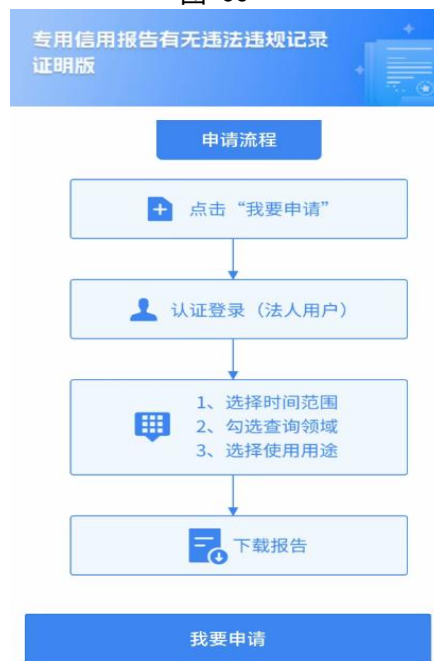 专用信用报告有无违法违规记录
证明版
申请流程
点击“我要申请”
认证登录（法人用户）
1、选择时间范围
2、勾选查询领域
3、选择使用用途
下载报告
我要申请